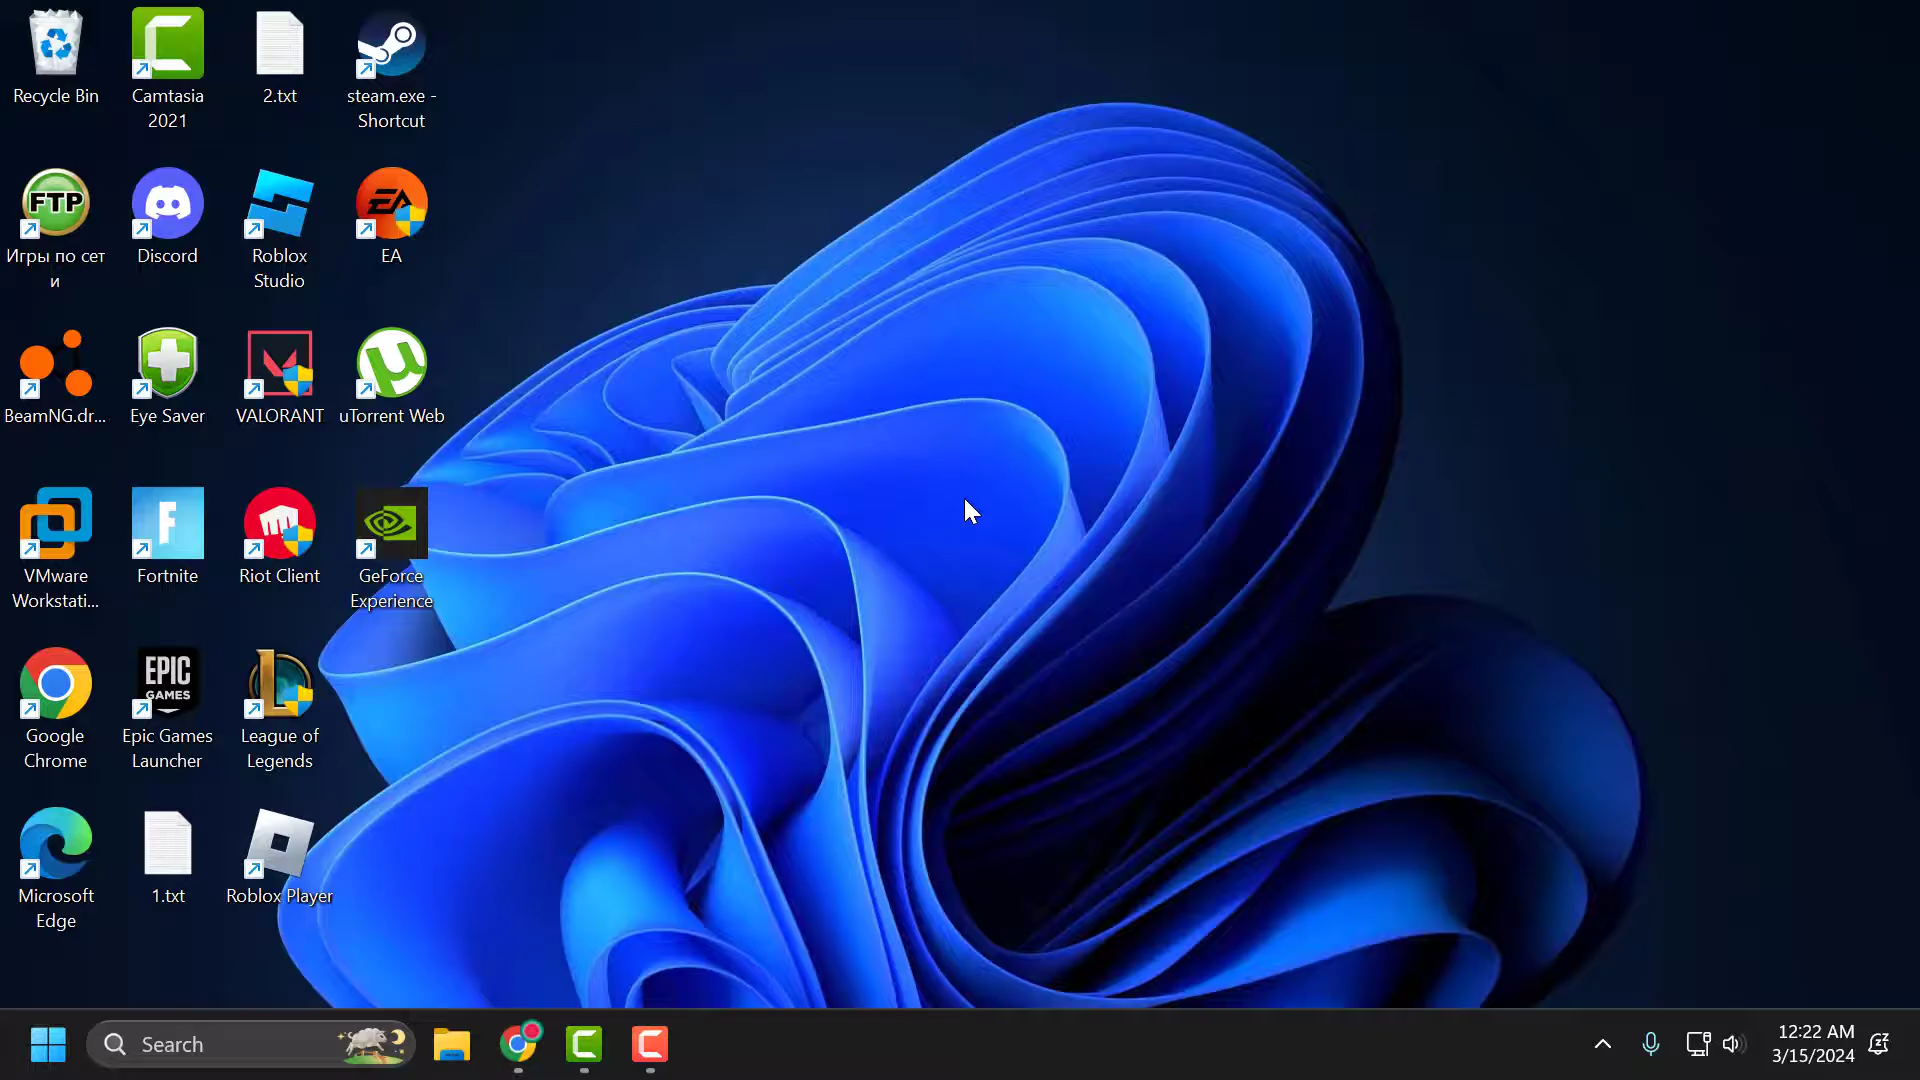 Recycle Bin
Camtasia
2021
2.txt
steam.exe -
Shortcut
FTP
Игры по сет
и
Discord
Roblox
Studio
EA
EA
BeamNG.dr...
Eye Saver
VALORANT
µ
uTorrent Web
VMware
Workstati...
F
Fortnite
Riot Client
GeForce
Experience
Google
Chrome
EPIC
GAMES
Epic Games
Launcher
L
League of
Legends
Microsoft
Edge
1.txt
Roblox Player
Search
12:22 AM
3/15/2024